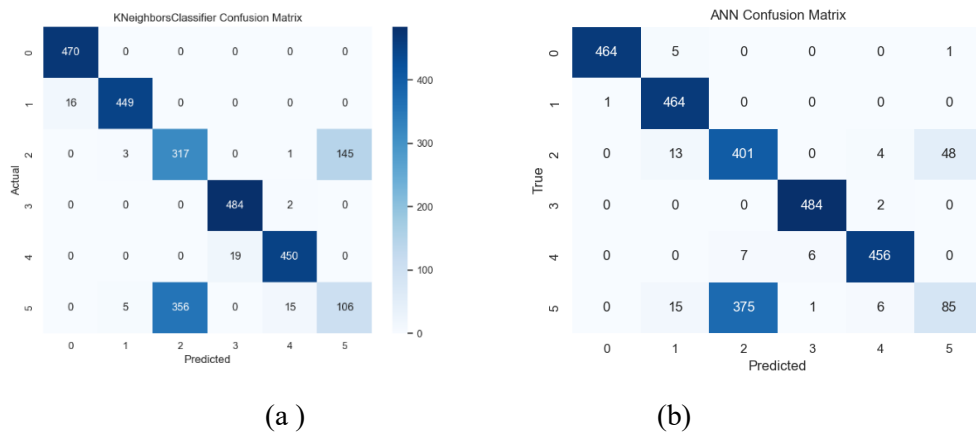 KNeighborsClassifier Confusion Matrix
0 470 0 0 0 0 0
1 16 449 0 0 0 0
2 0 3 317 0 1 145
3 0 0 0 484 2 0
4 0 0 0 19 450 0
5 0 5 356 0 15 106
0 1 2 3 4 5
Predicted
Actual
400
300
200
100
0
(a )
ANN Confusion Matrix
0 464 5 0 0 0 1
1 1 464 0 0 0 0
2 0 13 401 0 4 48
3 0 0 0 484 2 0
4 0 0 7 6 456 0
5 0 15 375 1 6 85
0 1 2 3 4 5
Predicted
True
(b)